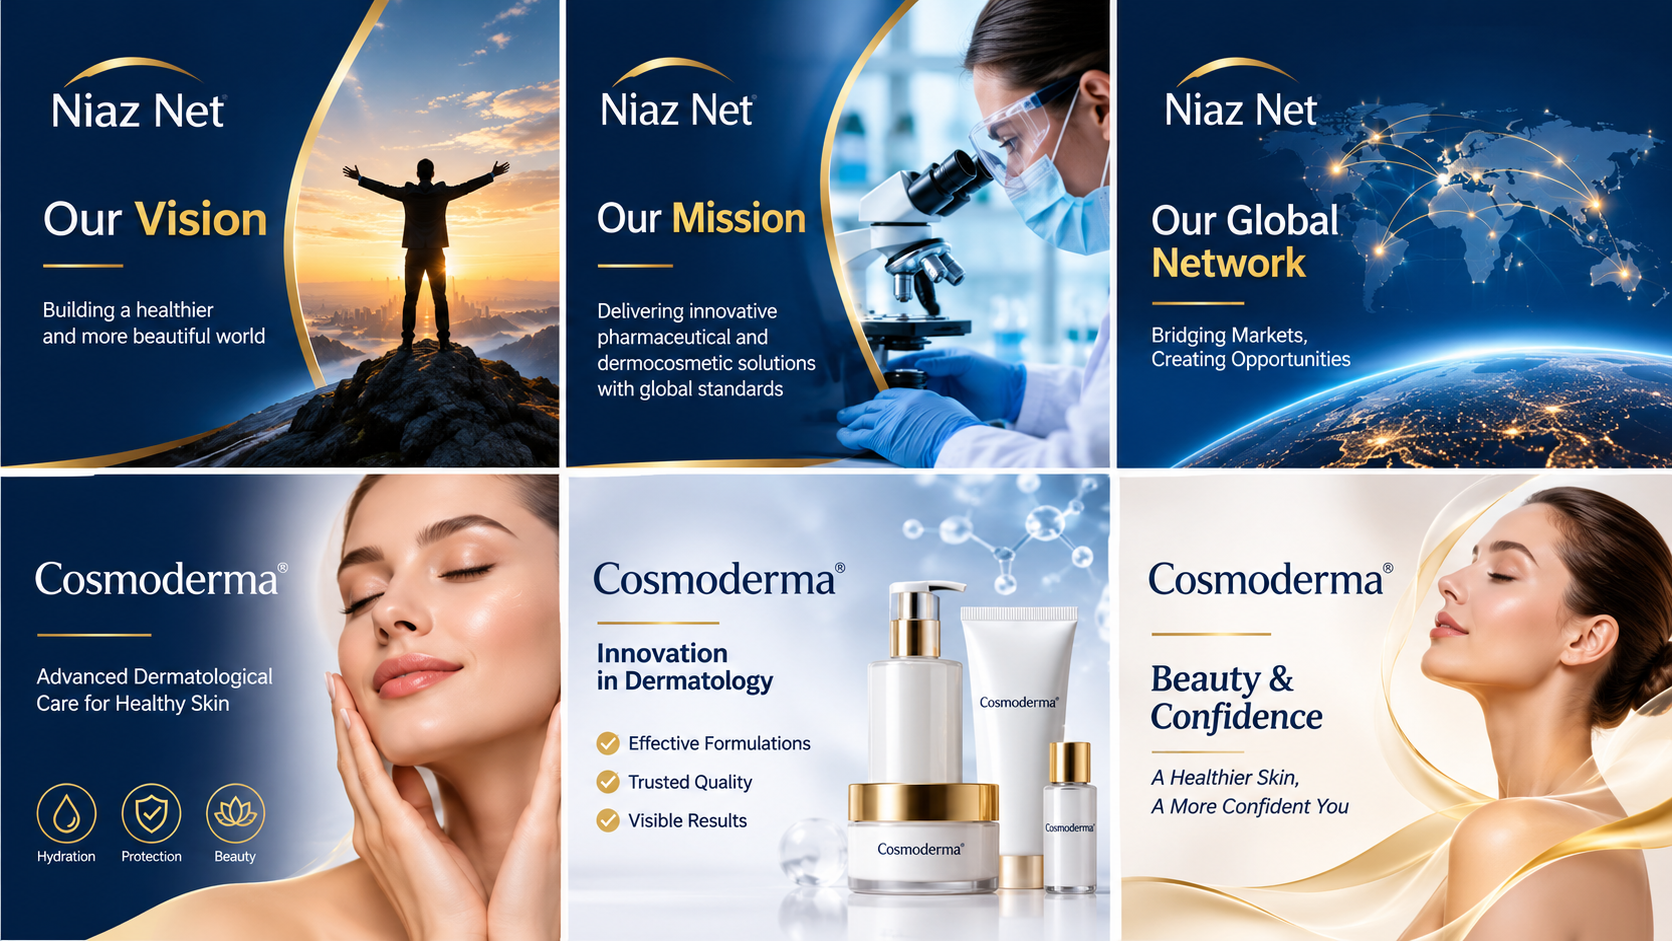 Niaz Net
Our Vision
Building a healthier
and more beautiful world
Niaz Net
Our Mission
Delivering innovative
pharmaceutical and
dermocosmetic solutions
with global standards
Niaz Net
Our Global
Network
Bridging Markets,
Creating Opportunities
Cosmoderma®
Advanced Dermatological
Care for Healthy Skin
Hydration
Protection
Beauty
Cosmoderma®
Innovation
in Dermatology
Effective Formulations
Trusted Quality
Visible Results
Cosmoderma®
Cosmoderma®
Cosmoderma®
Cosmoderma®
Beauty &
Confidence
A Healthier Skin,
A More Confident You